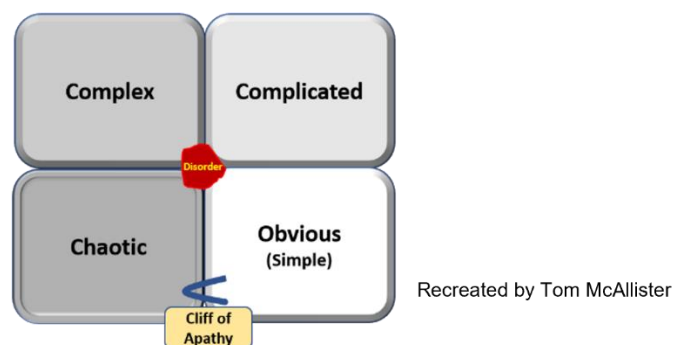 Complex
Complicated
Disorder
Chaotic
Obvious
(Simple)
Recreated by Tom McAllister
Cliff of
Apathy